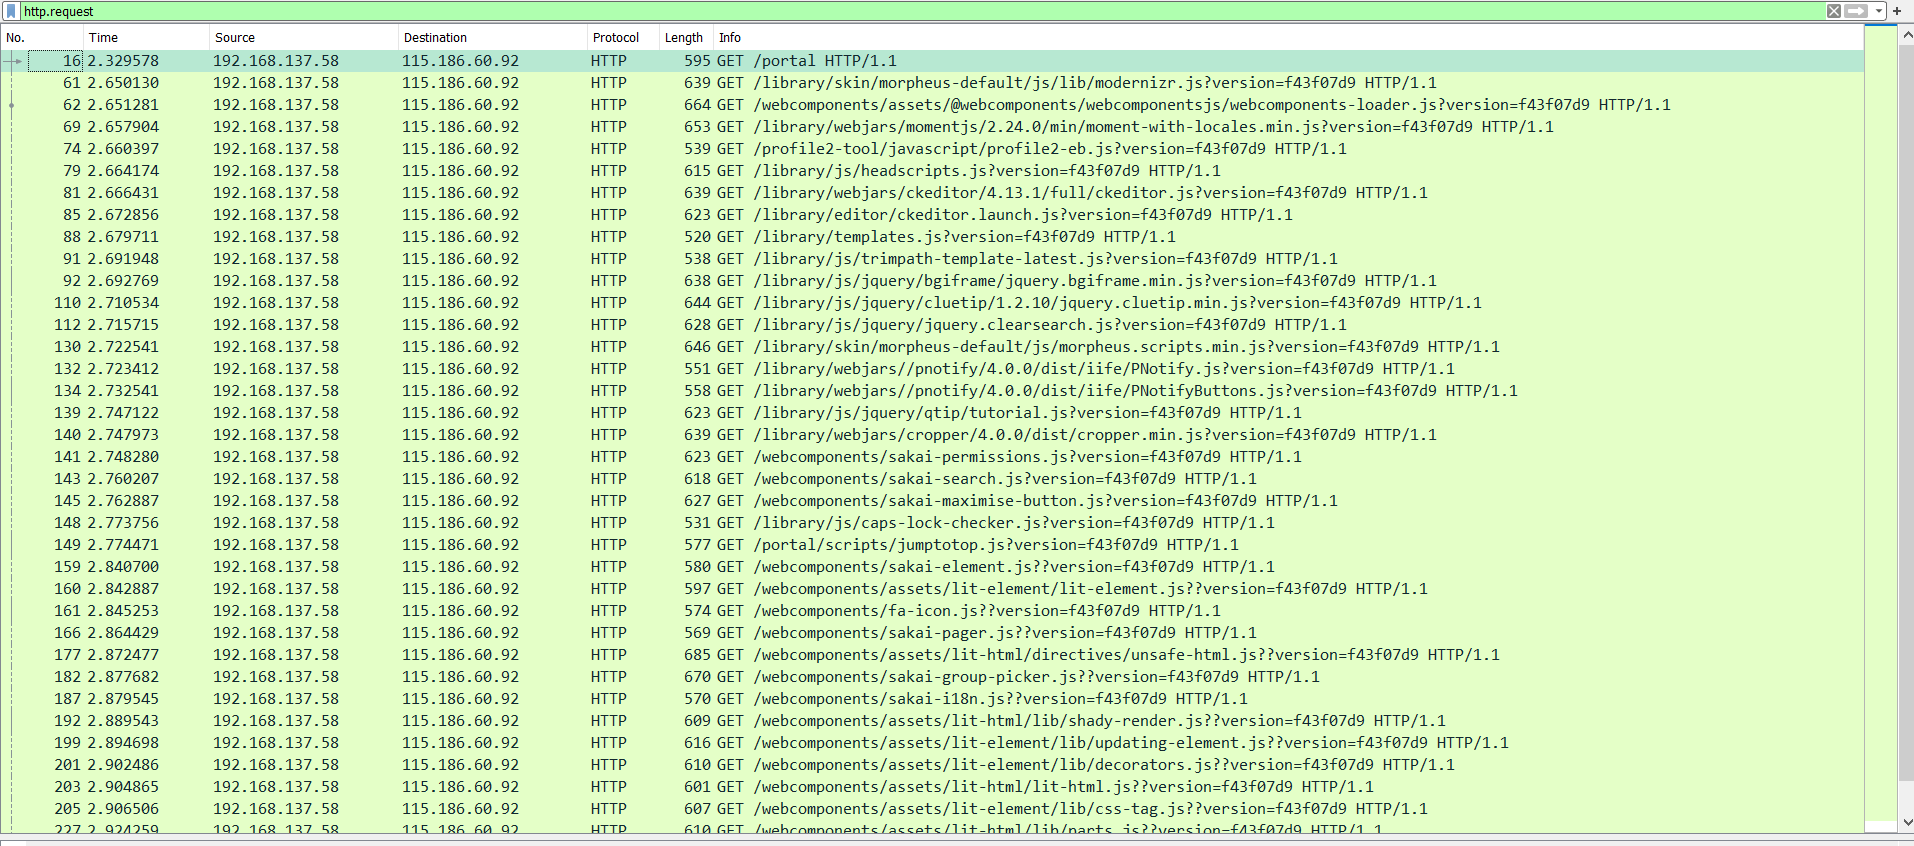 http.request
No. Time Source Destination Protocol Length Info
16 2.329578 192.168.137.58 115.186.60.92 HTTP 595 GET /portal HTTP/1.1
61 2.650130 192.168.137.58 115.186.60.92 HTTP 639 GET /library/skin/morpheus-default/js/lib/modernizr.js?version=f43f07d9 HTTP/1.1
62 2.651281 192.168.137.58 115.186.60.92 HTTP 664 GET /webcomponents/assets/@webcomponents/webcomponentsjs/webcomponents-loader.js?version=f43f07d9 HTTP/1.1
69 2.657904 192.168.137.58 115.186.60.92 HTTP 653 GET /library/webjars/momentjs/2.24.0/min/moment-with-locales.min.js?version=f43f07d9 HTTP/1.1
74 2.660397 192.168.137.58 115.186.60.92 HTTP 539 GET /profile2-tool/javascript/profile2-eb.js?version=f43f07d9 HTTP/1.1
79 2.664174 192.168.137.58 115.186.60.92 HTTP 615 GET /library/js/headscripts.js?version=f43f07d9 HTTP/1.1
81 2.666431 192.168.137.58 115.186.60.92 HTTP 639 GET /library/webjars/ckeditor/4.13.1/full/ckeditor.js?version=f43f07d9 HTTP/1.1
85 2.672856 192.168.137.58 115.186.60.92 HTTP 623 GET /library/editor/ckeditor.launch.js?version=f43f07d9 HTTP/1.1
88 2.679711 192.168.137.58 115.186.60.92 HTTP 520 GET /library/templates.js?version=f43f07d9 HTTP/1.1
91 2.691948 192.168.137.58 115.186.60.92 HTTP 538 GET /library/js/trimpath-template-latest.js?version=f43f07d9 HTTP/1.1
92 2.692769 192.168.137.58 115.186.60.92 HTTP 638 GET /library/js/jquery/bgiframe/jquery.bgiframe.min.js?version=f43f07d9 HTTP/1.1
110 2.710534 192.168.137.58 115.186.60.92 HTTP 644 GET /library/js/jquery/cluetip/1.2.10/jquery.cluetip.min.js?version=f43f07d9 HTTP/1.1
112 2.715715 192.168.137.58 115.186.60.92 HTTP 628 GET /library/js/jquery/jquery.clearsearch.js?version=f43f07d9 HTTP/1.1
130 2.722541 192.168.137.58 115.186.60.92 HTTP 646 GET /library/skin/morpheus-default/js/morpheus.scripts.min.js?version=f43f07d9 HTTP/1.1
132 2.723412 192.168.137.58 115.186.60.92 HTTP 551 GET /library/webjars//pnotify/4.0.0/dist/iife/PNotify.js?version=f43f07d9 HTTP/1.1
134 2.732541 192.168.137.58 115.186.60.92 HTTP 558 GET /library/webjars//pnotify/4.0.0/dist/iife/PNotifyButtons.js?version=f43f07d9 HTTP/1.1
139 2.747122 192.168.137.58 115.186.60.92 HTTP 623 GET /library/js/jquery/qtip/tutorial.js?version=f43f07d9 HTTP/1.1
140 2.747973 192.168.137.58 115.186.60.92 HTTP 639 GET /library/webjars/cropper/4.0.0/dist/cropper.min.js?version=f43f07d9 HTTP/1.1
141 2.748280 192.168.137.58 115.186.60.92 HTTP 623 GET /webcomponents/sakai-permissions.js?version=f43f07d9 HTTP/1.1
143 2.760207 192.168.137.58 115.186.60.92 HTTP 618 GET /webcomponents/sakai-search.js?version=f43f07d9 HTTP/1.1
145 2.762887 192.168.137.58 115.186.60.92 HTTP 627 GET /webcomponents/sakai-maximise-button.js?version=f43f07d9 HTTP/1.1
148 2.773756 192.168.137.58 115.186.60.92 HTTP 531 GET /library/js/caps-lock-checker.js?version=f43f07d9 HTTP/1.1
149 2.774471 192.168.137.58 115.186.60.92 HTTP 577 GET /portal/scripts/jumptotop.js?version=f43f07d9 HTTP/1.1
159 2.840700 192.168.137.58 115.186.60.92 HTTP 580 GET /webcomponents/sakai-element.js??version=f43f07d9 HTTP/1.1
160 2.842887 192.168.137.58 115.186.60.92 HTTP 597 GET /webcomponents/assets/lit-element/lit-element.js??version=f43f07d9 HTTP/1.1
161 2.845253 192.168.137.58 115.186.60.92 HTTP 574 GET /webcomponents/fa-icon.js??version=f43f07d9 HTTP/1.1
166 2.864429 192.168.137.58 115.186.60.92 HTTP 569 GET /webcomponents/sakai-pager.js??version=f43f07d9 HTTP/1.1
177 2.872477 192.168.137.58 115.186.60.92 HTTP 685 GET /webcomponents/assets/lit-html/directives/unsafe-html.js??version=f43f07d9 HTTP/1.1
182 2.877682 192.168.137.58 115.186.60.92 HTTP 670 GET /webcomponents/sakai-group-picker.js??version=f43f07d9 HTTP/1.1
187 2.879545 192.168.137.58 115.186.60.92 HTTP 570 GET /webcomponents/sakai-i18n.js??version=f43f07d9 HTTP/1.1
192 2.889543 192.168.137.58 115.186.60.92 HTTP 609 GET /webcomponents/assets/lit-html/lib/shady-render.js??version=f43f07d9 HTTP/1.1
199 2.894698 192.168.137.58 115.186.60.92 HTTP 616 GET /webcomponents/assets/lit-element/lib/updating-element.js??version=f43f07d9 HTTP/1.1
201 2.902486 192.168.137.58 115.186.60.92 HTTP 610 GET /webcomponents/assets/lit-element/lib/decorators.js??version=f43f07d9 HTTP/1.1
203 2.904865 192.168.137.58 115.186.60.92 HTTP 601 GET /webcomponents/assets/lit-html/lit-html.js??version=f43f07d9 HTTP/1.1
205 2.906506 192.168.137.58 115.186.60.92 HTTP 607 GET /webcomponents/assets/lit-element/lib/css-tag.js??version=f43f07d9 HTTP/1.1
227 2.924259 192.168.137.58 115.186.60.92 HTTP 610 GET /webcomponents/assets/lit-html/lib/parts.js??version=f43f07d9 HTTP/1.1